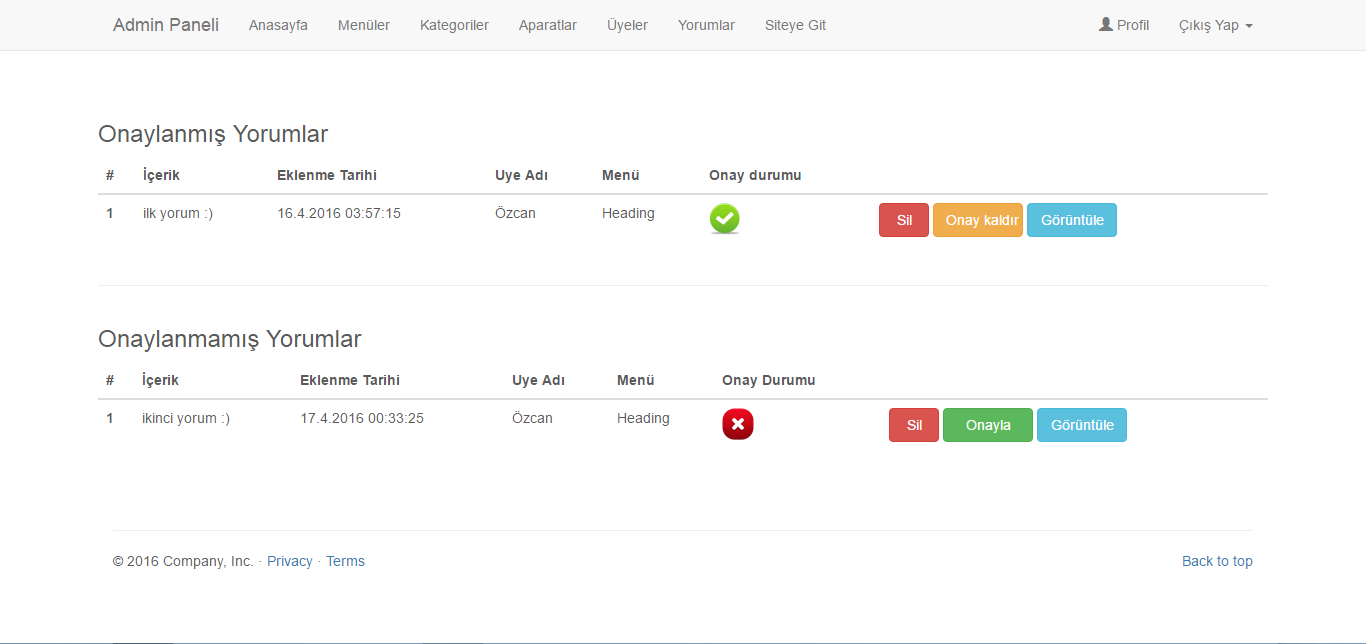 Admin Paneli Anasayfa Menüler Kategoriler Aparatlar Üyeler Yorumlar Siteye Git Profil Çıkış Yap
Onaylanmış Yorumlar
# İçerik Eklenme Tarihi Uye Adı Menü Onay durumu
1 ilk yorum :) 16.4.2016 03:57:15 Özcan Heading Sil Onay kaldır Görüntüle
Onaylanmamış Yorumlar
# İçerik Eklenme Tarihi Uye Adı Menü Onay Durumu
1 ikinci yorum :) 17.4.2016 00:33:25 Özcan Heading Sil Onayla Görüntüle
© 2016 Company, Inc. · Privacy · Terms Back to top